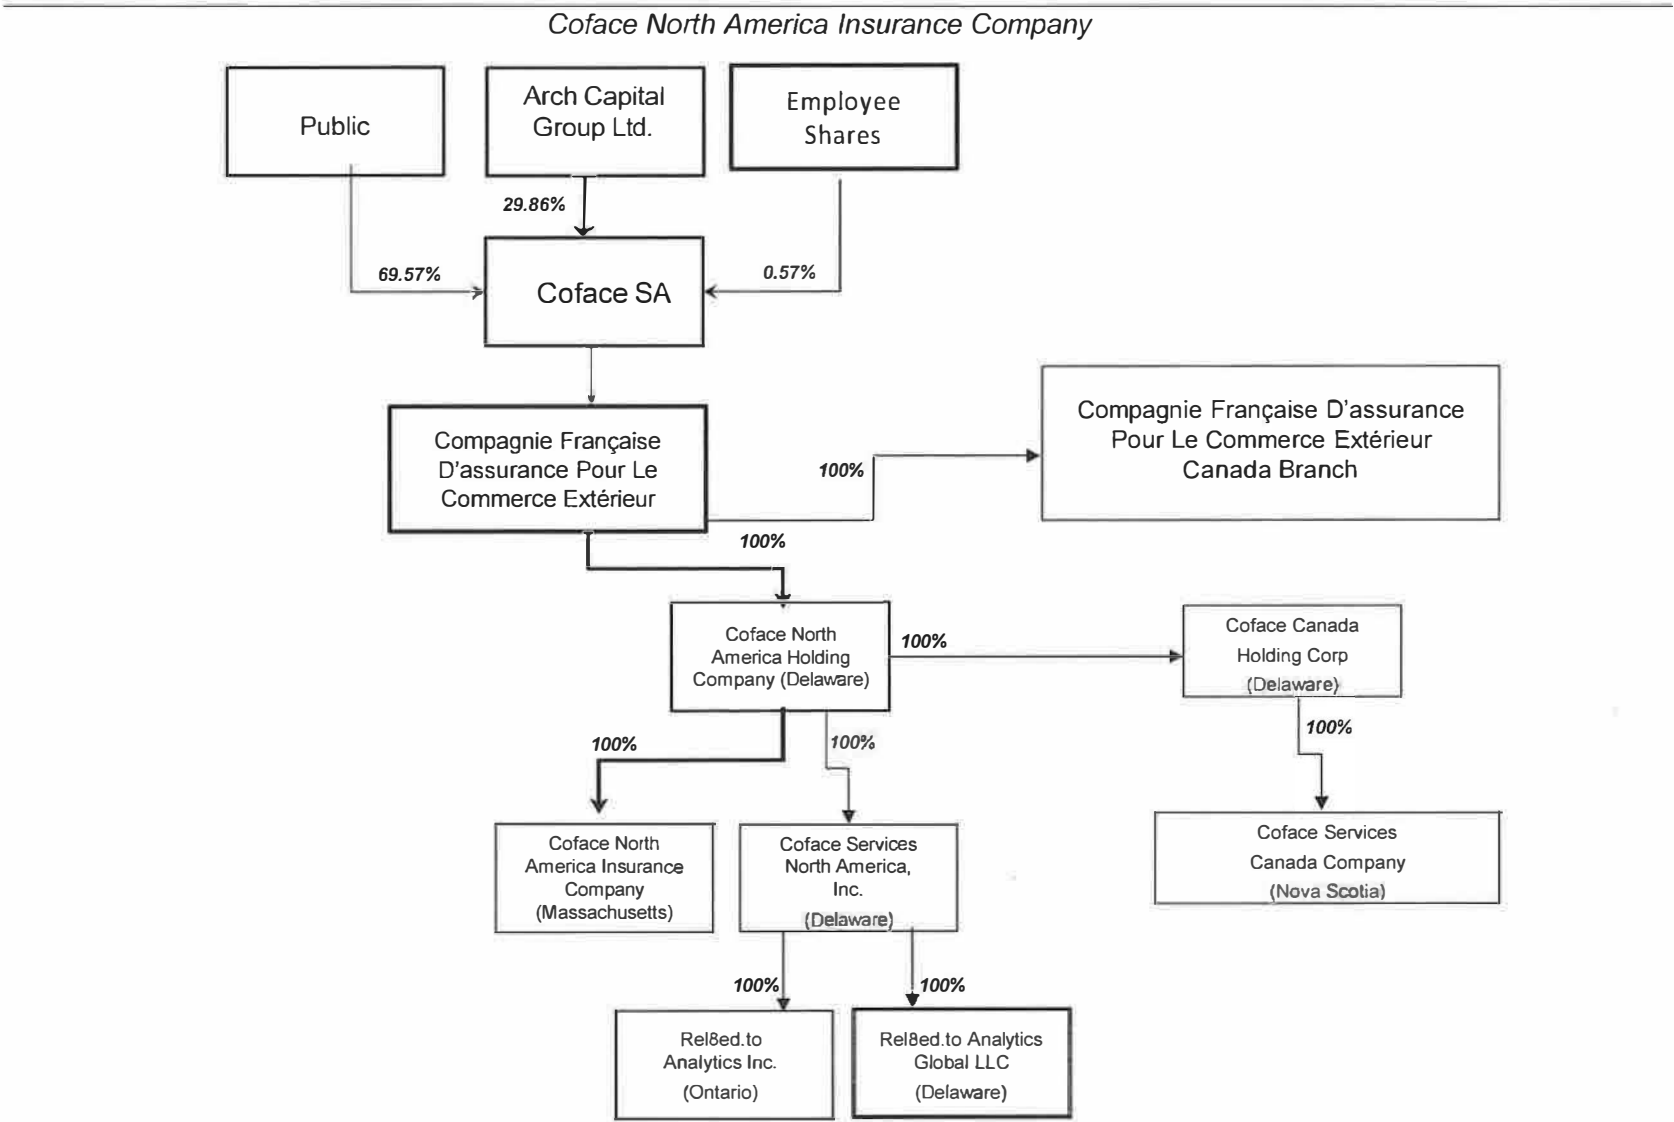 Coface North America Insurance Company
Public
Arch Capital
Group Ltd.
Employee
Shares
29.86%
69.57%
0.57%
Coface SA
Compagnie Française
D'assurance Pour Le
Commerce Extérieur
100%
Compagnie Française D'assurance
Pour Le Commerce Extérieur
Canada Branch
100%
Coface North
America Holding
Company (Delaware)
100%
Coface Canada
Holding Corp
(Delaware)
100%
100%
100%
Coface North
America Insurance
Company
(Massachusetts)
Coface Services
North America,
Inc.
(Delaware)
Coface Services
Canada Company
(Nova Scotia)
100%
100%
Rel8ed.to
Analytics Inc.
(Ontario)
Rel8ed.to Analytics
Global LLC
(Delaware)